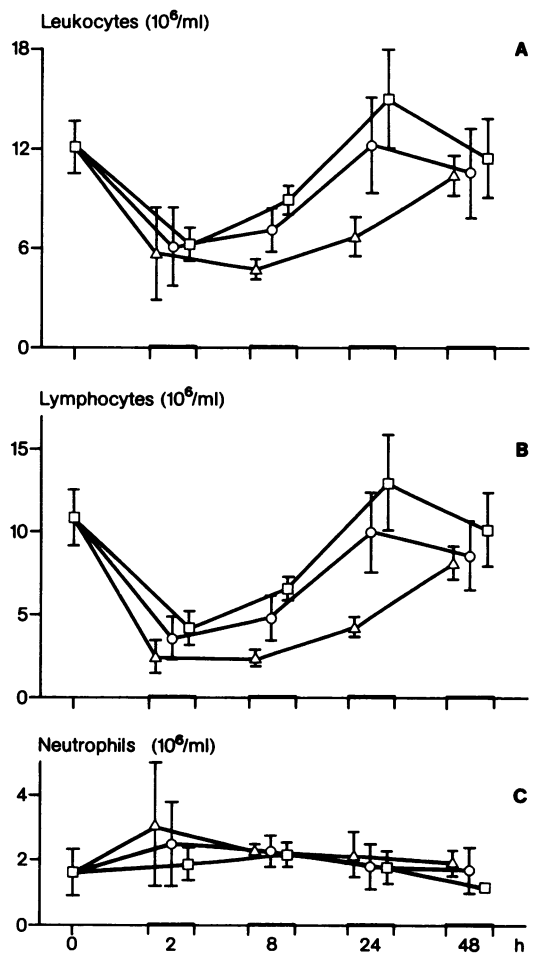 Leukocytes (10⁶/ml)
18
A
12
6
0
Lymphocytes (10⁶/ml)
15
B
10
5
0
Neutrophils (10⁶/ml)
4
C
2
0
0 2 8 24 48 h